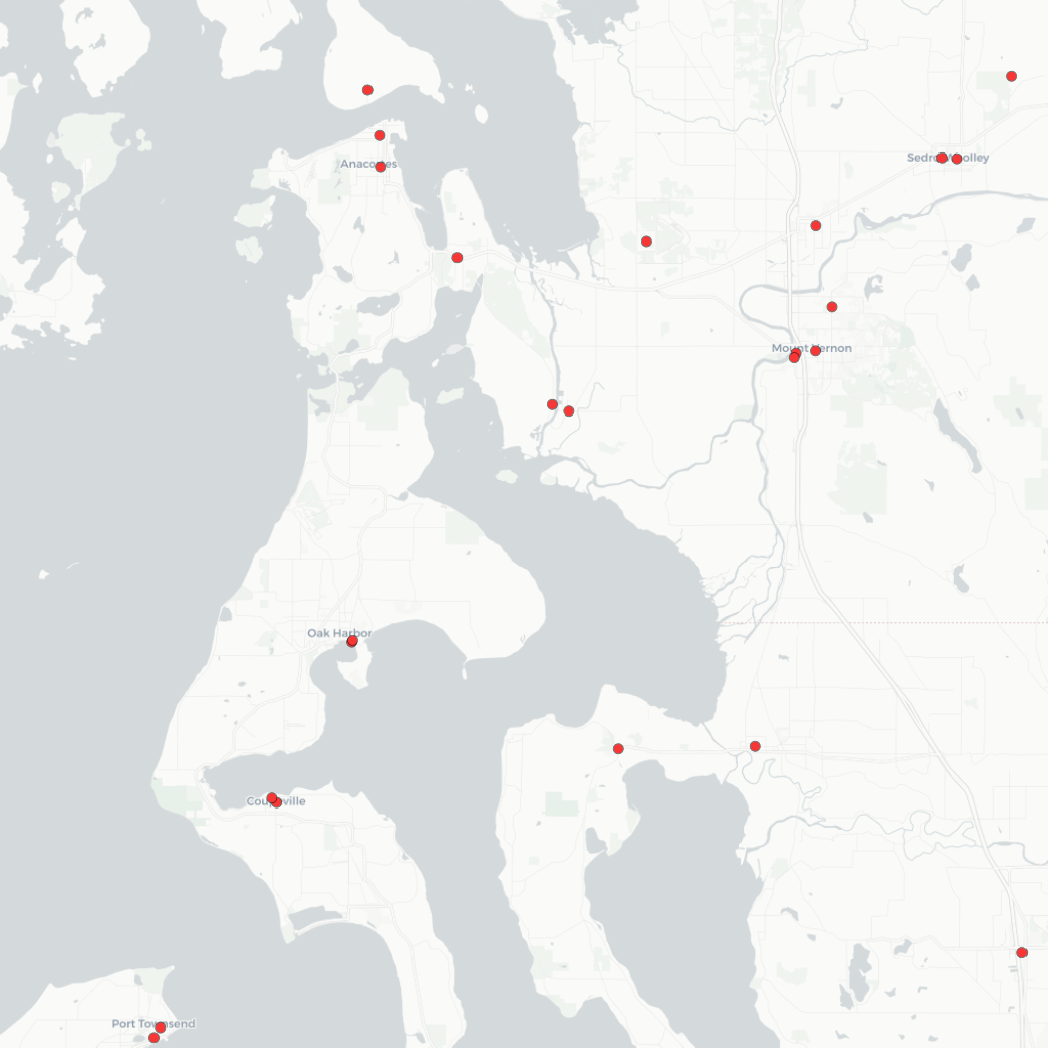 Sedro-Woolley
Anacortes
Mount Vernon
Oak Harbor
Coupeville
Port Townsend